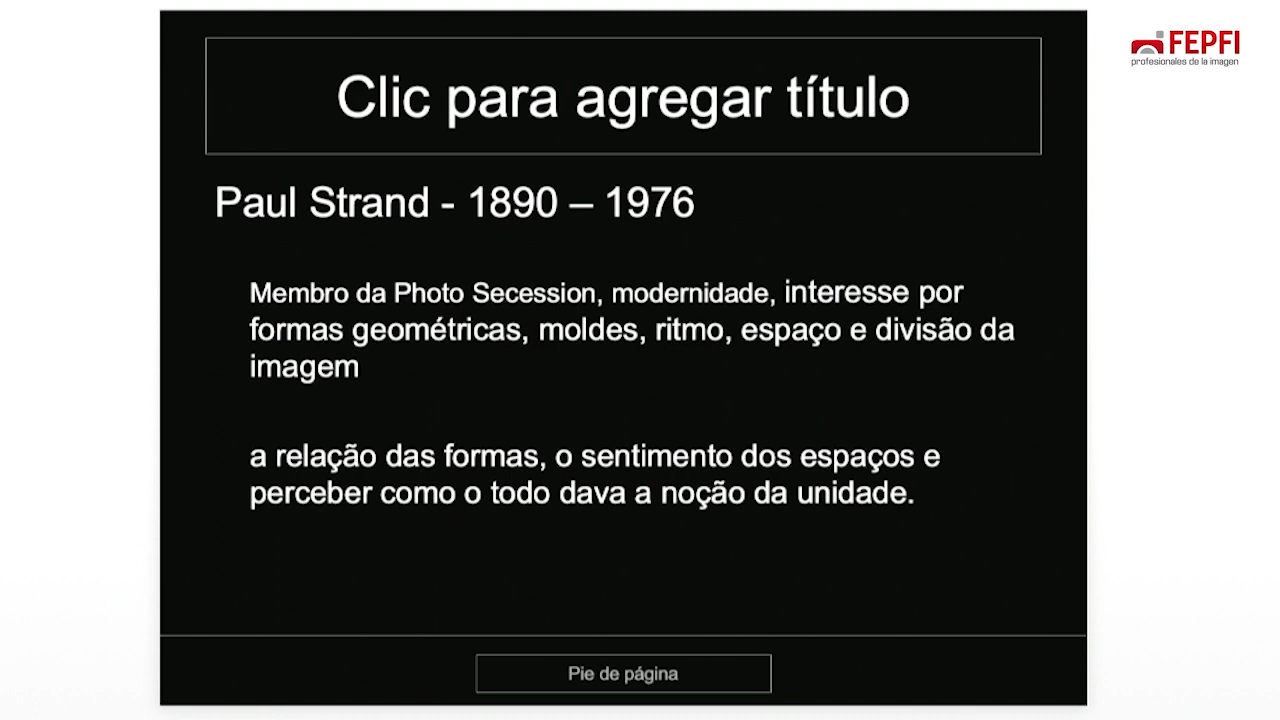 FEPFI
profesionales de la imagen
Clic para agregar título
Paul Strand - 1890 – 1976
Membro da Photo Secession, modernidade, interesse por
formas geométricas, moldes, ritmo, espaço e divisão da
imagem
a relação das formas, o sentimento dos espaços e
perceber como o todo dava a noção da unidade.
Pie de página